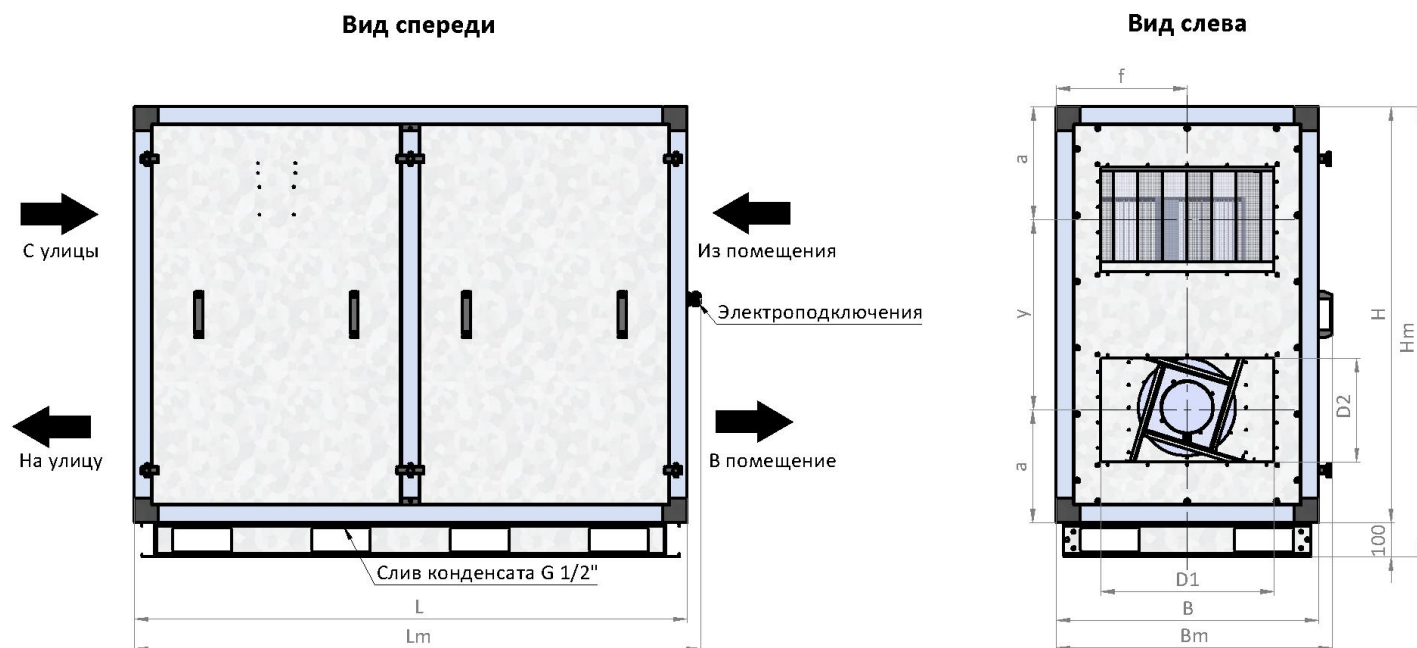 Вид спереди
Вид слева
f
a
С улицы
Из помещения
Электроподключения
y
H
Hm
D2
На улицу
В помещение
a
100
Слив конденсата G 1/2"
D1
L
B
Lm
Bm